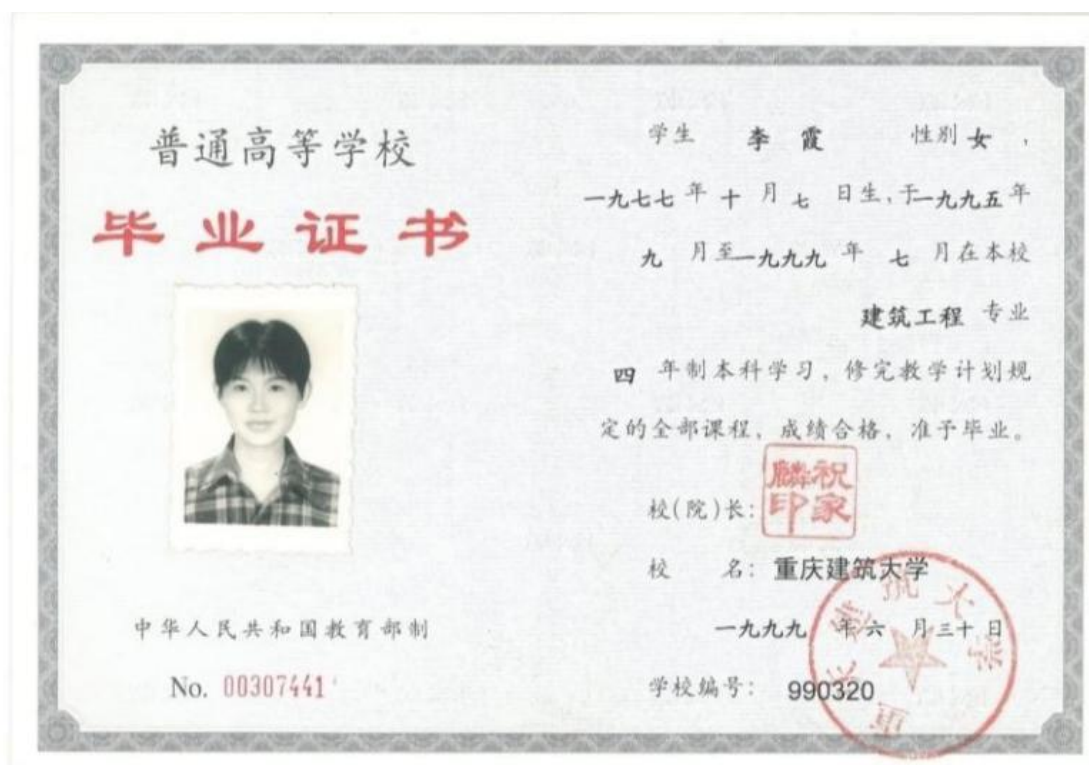 普通高等学校
毕业证书
中华人民共和国教育部制
No. 00307441
学生 李霞 性别 女，
一九七七 年 十 月 七 日生，于一九九五年
九 月至一九九九 年 七 月在本校
建筑工程 专业
四 年制本科学习，修完教学计划规
定的全部课程，成绩合格，准予毕业。
校(院)长：
祝家麟印
校 名：重庆建筑大学
一九九九 年六 月三十日
学校编号： 990320
重庆建筑大学